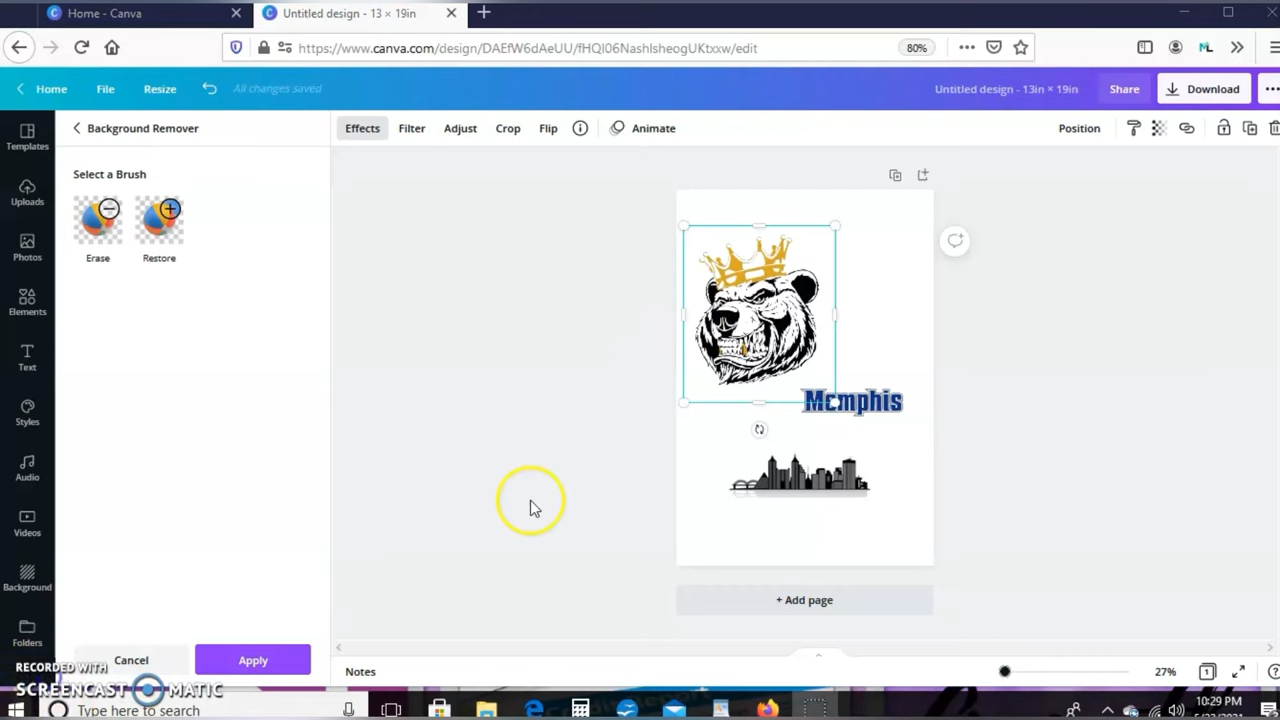 Home - Canva
Untitled design - 13 × 19in
https://www.canva.com/design/DAEfW6dAeUU/fHQl06NashlsheogUKtxxw/edit
80%
Home
File
Resize
All changes saved
Untitled design - 13in × 19in
Share
Download
Templates
Uploads
Photos
Elements
Text
Styles
Audio
Videos
Background
Folders
Background Remover
Select a Brush
Erase
Restore
Cancel
Apply
Effects
Filter
Adjust
Crop
Flip
Animate
Position
Memphis
+ Add page
Notes
27%
1
RECORDED WITH
SCREENCAST MATIC
Type here to search
10:29 PM